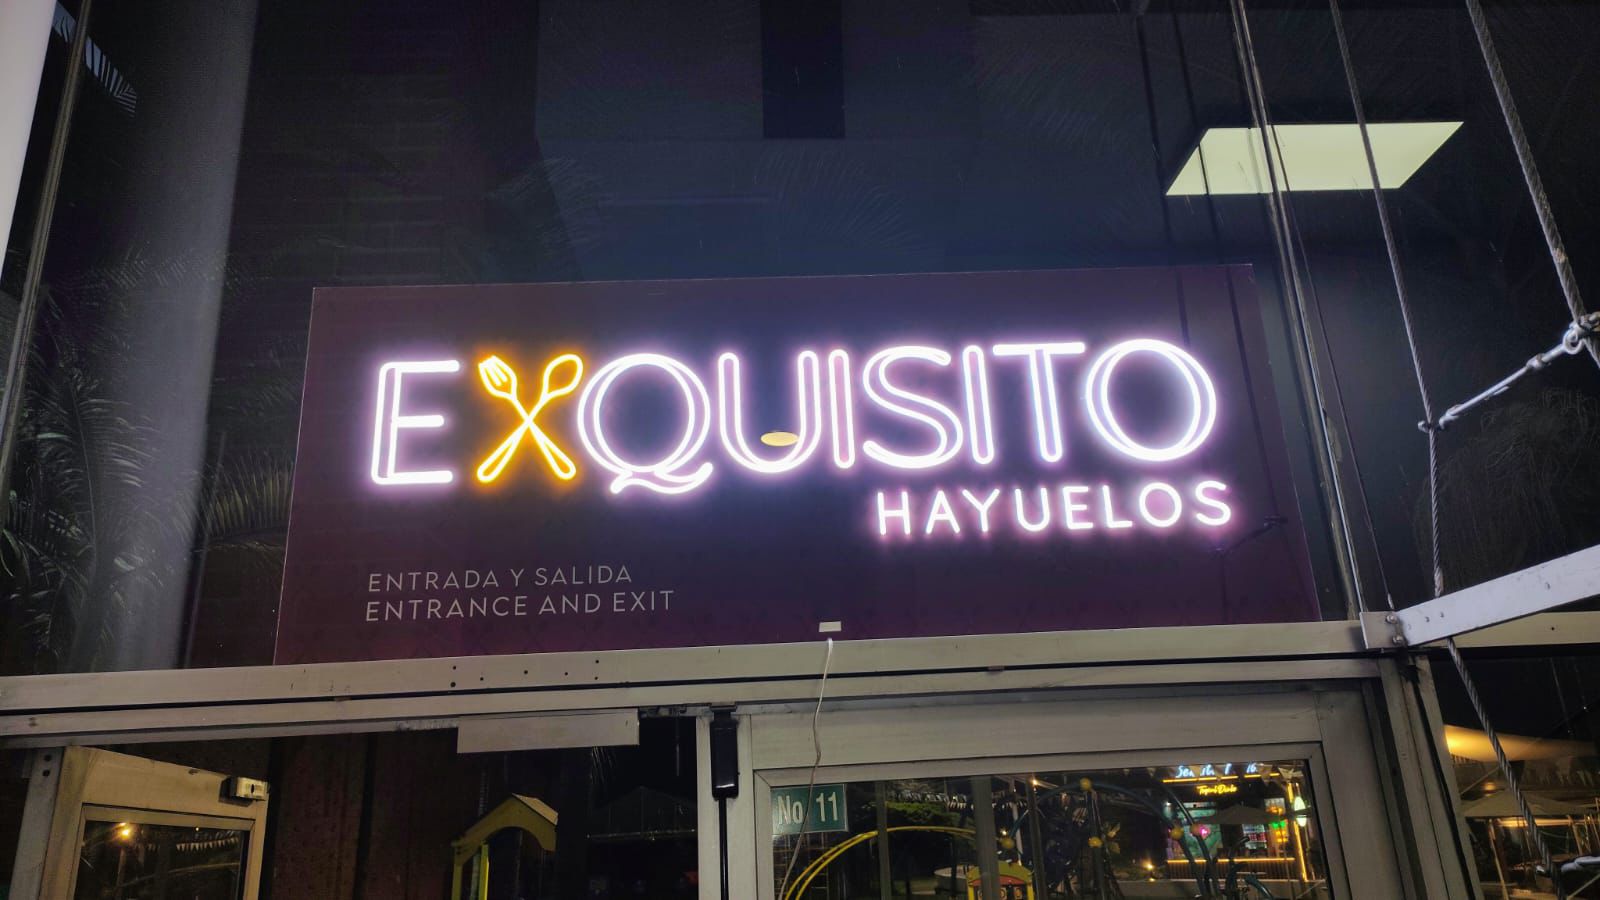 EXQUISITO
HAYUELOS
ENTRADA Y SALIDA
ENTRANCE AND EXIT
No 11